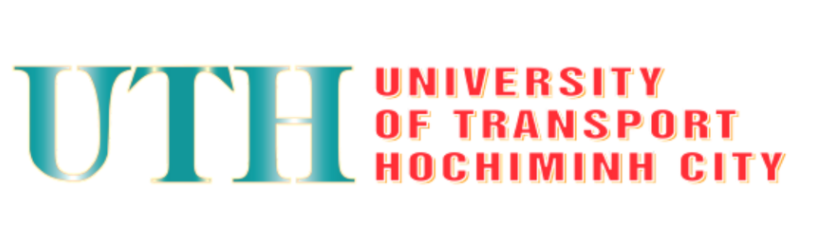 UTH
UNIVERSITY
OF TRANSPORT
HOCHIMINH CITY